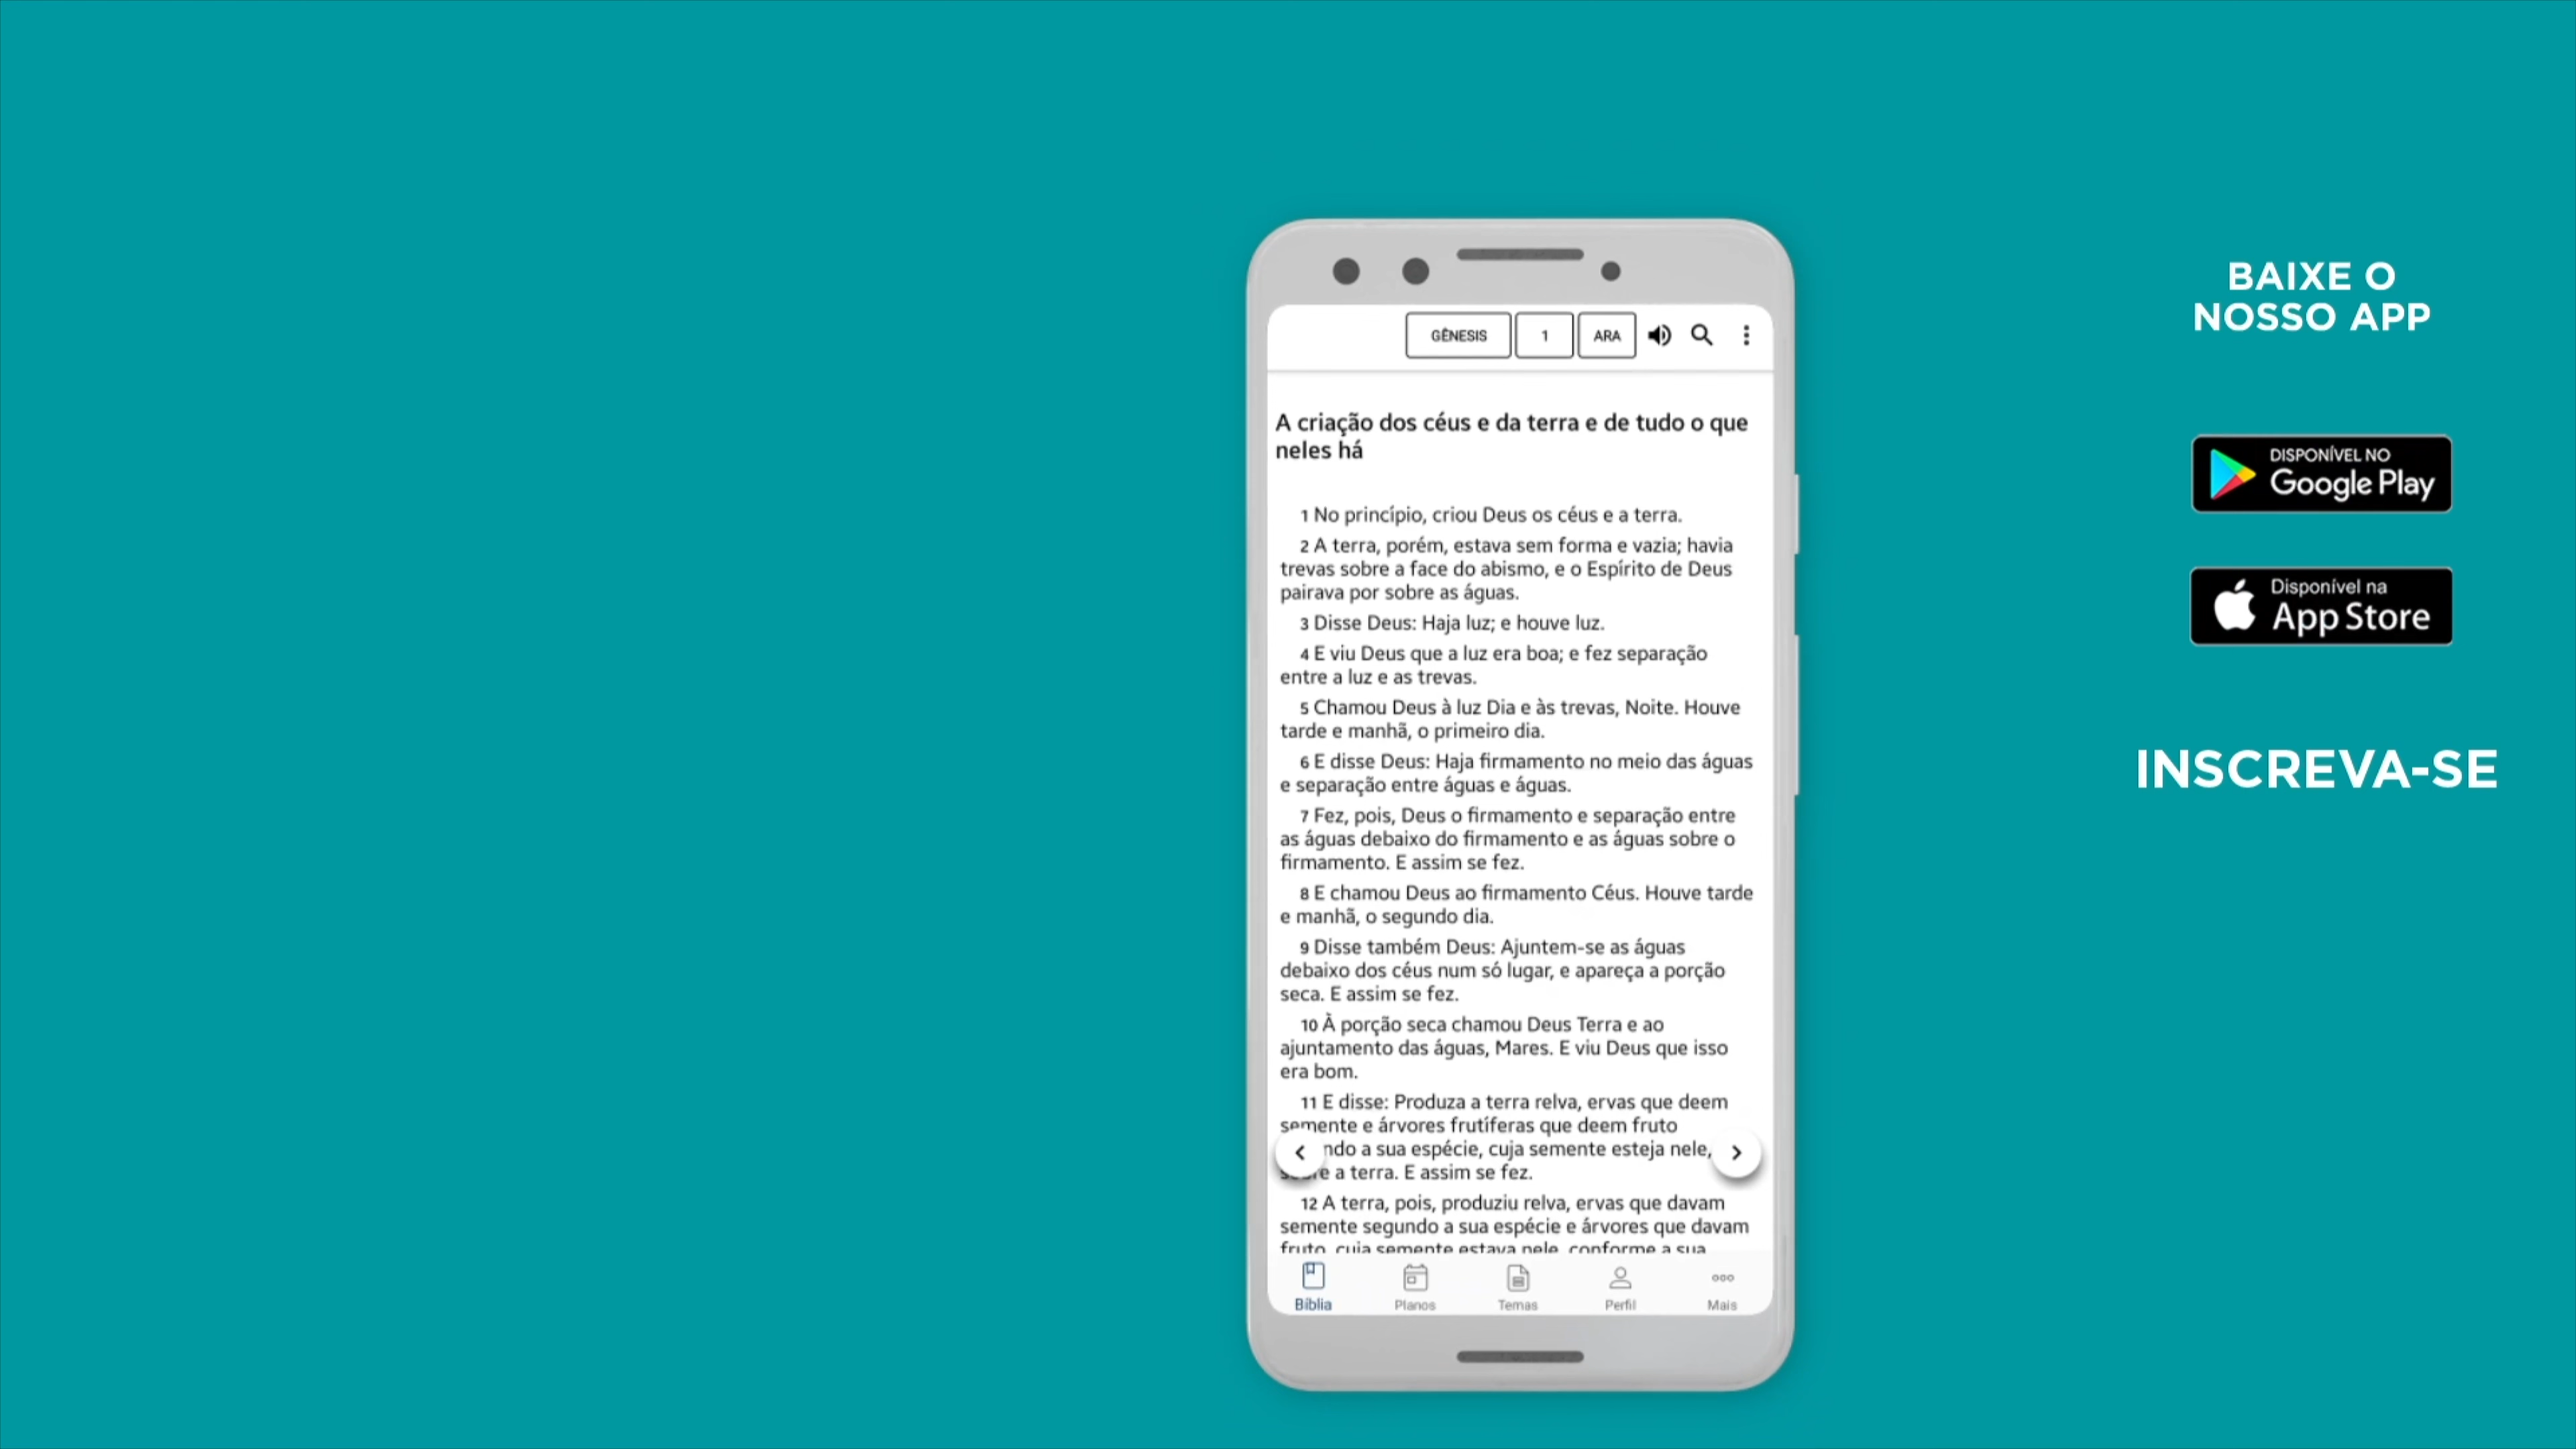 GÊNESIS 1 ARA
A criação dos céus e da terra e de tudo o que
neles há
1 No princípio, criou Deus os céus e a terra.
2 A terra, porém, estava sem forma e vazia; havia
trevas sobre a face do abismo, e o Espírito de Deus
pairava por sobre as águas.
3 Disse Deus: Haja luz; e houve luz.
4 E viu Deus que a luz era boa; e fez separação
entre a luz e as trevas.
5 Chamou Deus à luz Dia e às trevas, Noite. Houve
tarde e manhã, o primeiro dia.
6 E disse Deus: Haja firmamento no meio das águas
e separação entre águas e águas.
7 Fez, pois, Deus o firmamento e separação entre
as águas debaixo do firmamento e as águas sobre o
firmamento. E assim se fez.
8 E chamou Deus ao firmamento Céus. Houve tarde
e manhã, o segundo dia.
9 Disse também Deus: Ajuntem-se as águas
debaixo dos céus num só lugar, e apareça a porção
seca. E assim se fez.
10 À porção seca chamou Deus Terra e ao
ajuntamento das águas, Mares. E viu Deus que isso
era bom.
11 E disse: Produza a terra relva, ervas que deem
semente e árvores frutíferas que deem fruto
ndo a sua espécie, cuja semente esteja nele,
e a terra. E assim se fez.
12 A terra, pois, produziu relva, ervas que davam
semente segundo a sua espécie e árvores que davam
fruto, cuja semente estava nele, conforme a sua
Bíblia Planos Temas Perfil Mais
BAIXE O
NOSSO APP
DISPONÍVEL NO
Google Play
Disponível na
App Store
INSCREVA-SE